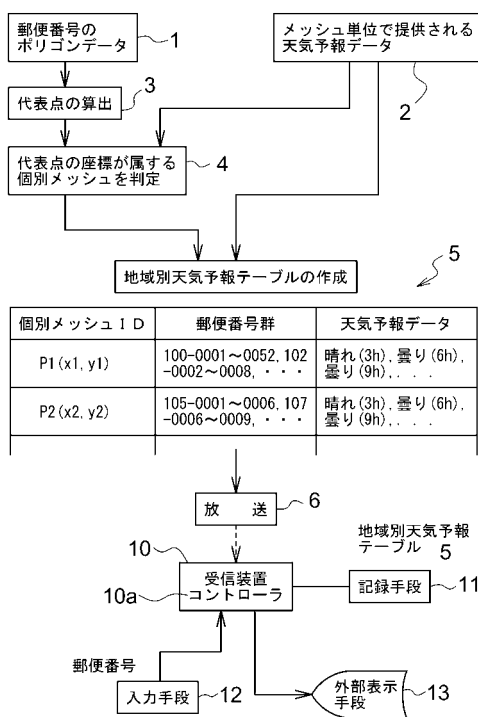 郵便番号の
ポリゴンデータ
1
メッシュ単位で提供される
天気予報データ
2
代表点の算出
3
代表点の座標が属する
個別メッシュを判定
4
地域別天気予報テーブルの作成
5
個別メッシュID 郵便番号群 天気予報データ
P1(x1, y1) 100-0001～0052, 102 晴れ(3h), 曇り(6h),
-0002～0008, ・・・ 曇り(9h), . . .
P2(x2, y2) 105-0001～0006, 107 晴れ(3h), 曇り(6h),
-0006～0009, ・・・ 曇り(9h), . . .
放 送
6
地域別天気予報
テーブル 5
10
10a
受信装置
コントローラ
記録手段
11
郵便番号
入力手段
12
外部表示
手段
13